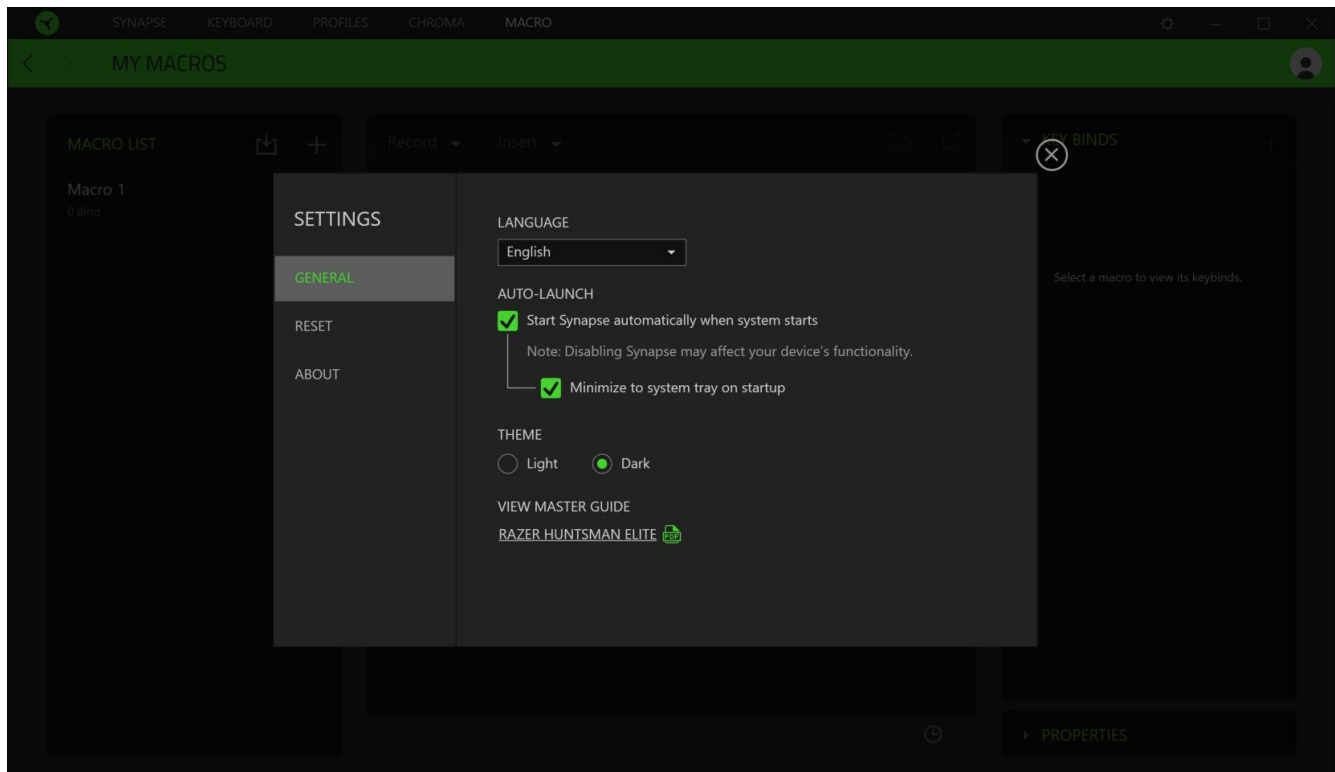 SYNAPSE KEYBOARD PROFILES CHROMA MACRO
MY MACROS
MACRO LIST
Record Insert
KEY BINDS
Macro 1
0 Bind
Select a macro to view its keybinds.
SETTINGS
GENERAL
RESET
ABOUT
LANGUAGE
English
AUTO-LAUNCH
Start Synapse automatically when system starts
Note: Disabling Synapse may affect your device's functionality.
Minimize to system tray on startup
THEME
Light Dark
VIEW MASTER GUIDE
RAZER HUNTSMAN ELITE PDF
PROPERTIES